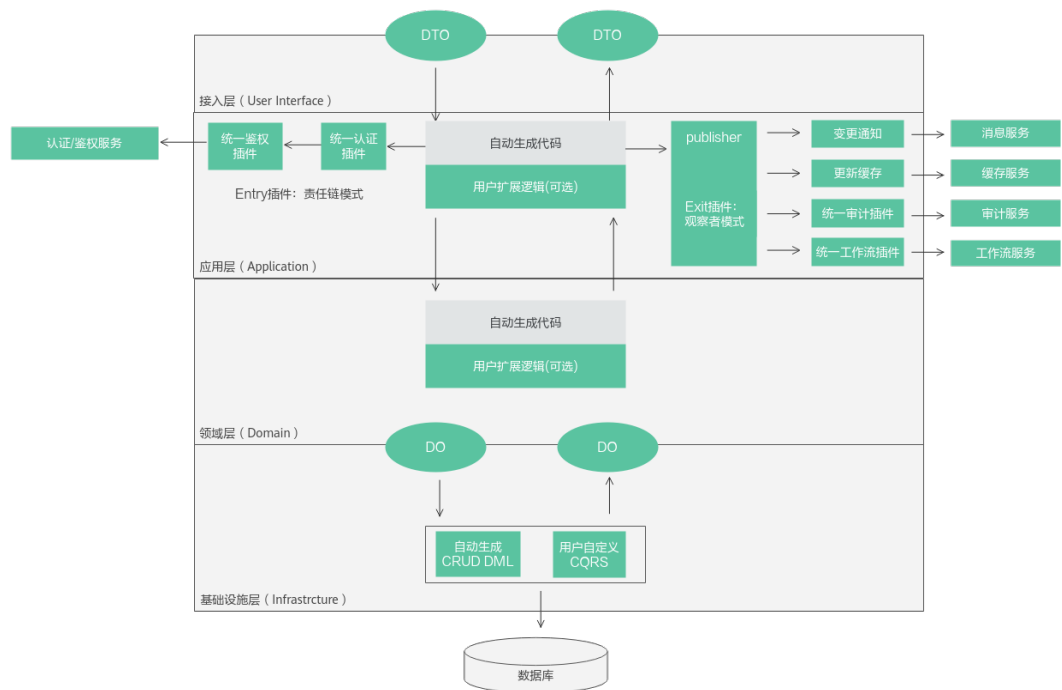 DTO
DTO
接入层 ( User Interface )
认证/鉴权服务
统一鉴权
插件
统一认证
插件
Entry插件：责任链模式
自动生成代码
用户扩展逻辑(可选)
publisher
Exit插件：
观察者模式
变更通知
消息服务
更新缓存
缓存服务
统一审计插件
审计服务
统一工作流插件
工作流服务
应用层 ( Application )
自动生成代码
用户扩展逻辑(可选)
领域层 ( Domain )
DO
DO
自动生成
CRUD DML
用户自定义
CQRS
基础设施层 ( Infrastrcture )
数据库